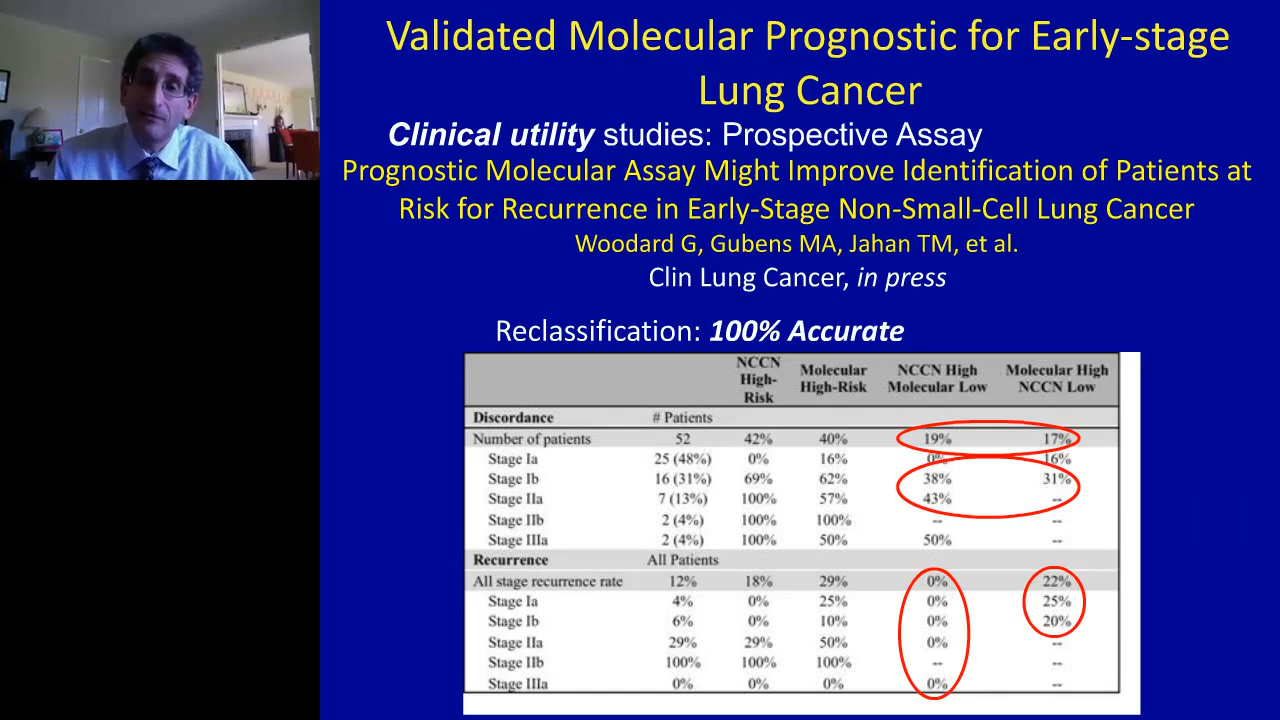 Validated Molecular Prognostic for Early-stage
Lung Cancer
Clinical utility studies: Prospective Assay
Prognostic Molecular Assay Might Improve Identification of Patients at
Risk for Recurrence in Early-Stage Non-Small-Cell Lung Cancer
Woodard G, Gubens MA, Jahan TM, et al.
Clin Lung Cancer, in press
Reclassification: 100% Accurate
NCCN High-Risk Molecular High-Risk NCCN High Molecular Low Molecular High NCCN Low
Discordance # Patients
Number of patients 52 42% 40% 19% 17%
Stage Ia 25 (48%) 0% 16% 0% 16%
Stage Ib 16 (31%) 69% 62% 38% 31%
Stage IIa 7 (13%) 100% 57% 43% --
Stage IIb 2 (4%) 100% 100% -- --
Stage IIIa 2 (4%) 100% 50% 50% --
Recurrence All Patients
All stage recurrence rate 12% 18% 29% 0% 22%
Stage Ia 4% 0% 25% 0% 25%
Stage Ib 6% 0% 10% 0% 20%
Stage IIa 29% 29% 50% 0% --
Stage IIb 100% 100% 100% -- --
Stage IIIa 0% 0% 0% 0% --